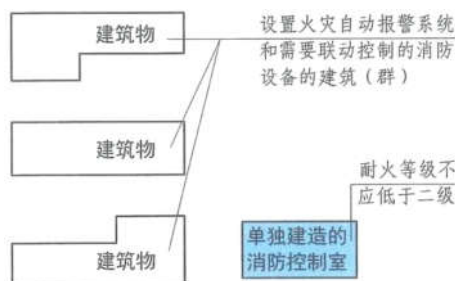 建筑物
设置火灾自动报警系统
和需要联动控制的消防
设备的建筑（群）
建筑物
耐火等级不
应低于二级
建筑物
单独建造的
消防控制室